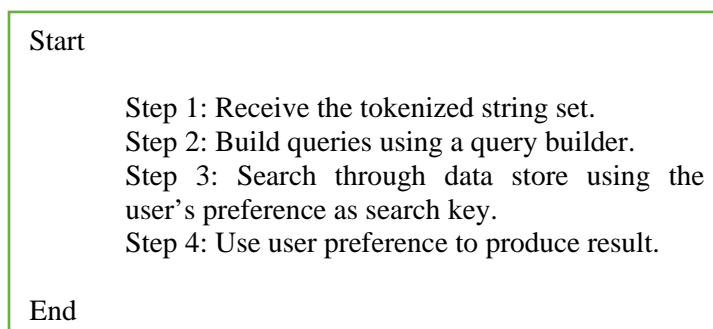 Start
Step 1: Receive the tokenized string set.
Step 2: Build queries using a query builder.
Step 3: Search through data store using the
user’s preference as search key.
Step 4: Use user preference to produce result.
End